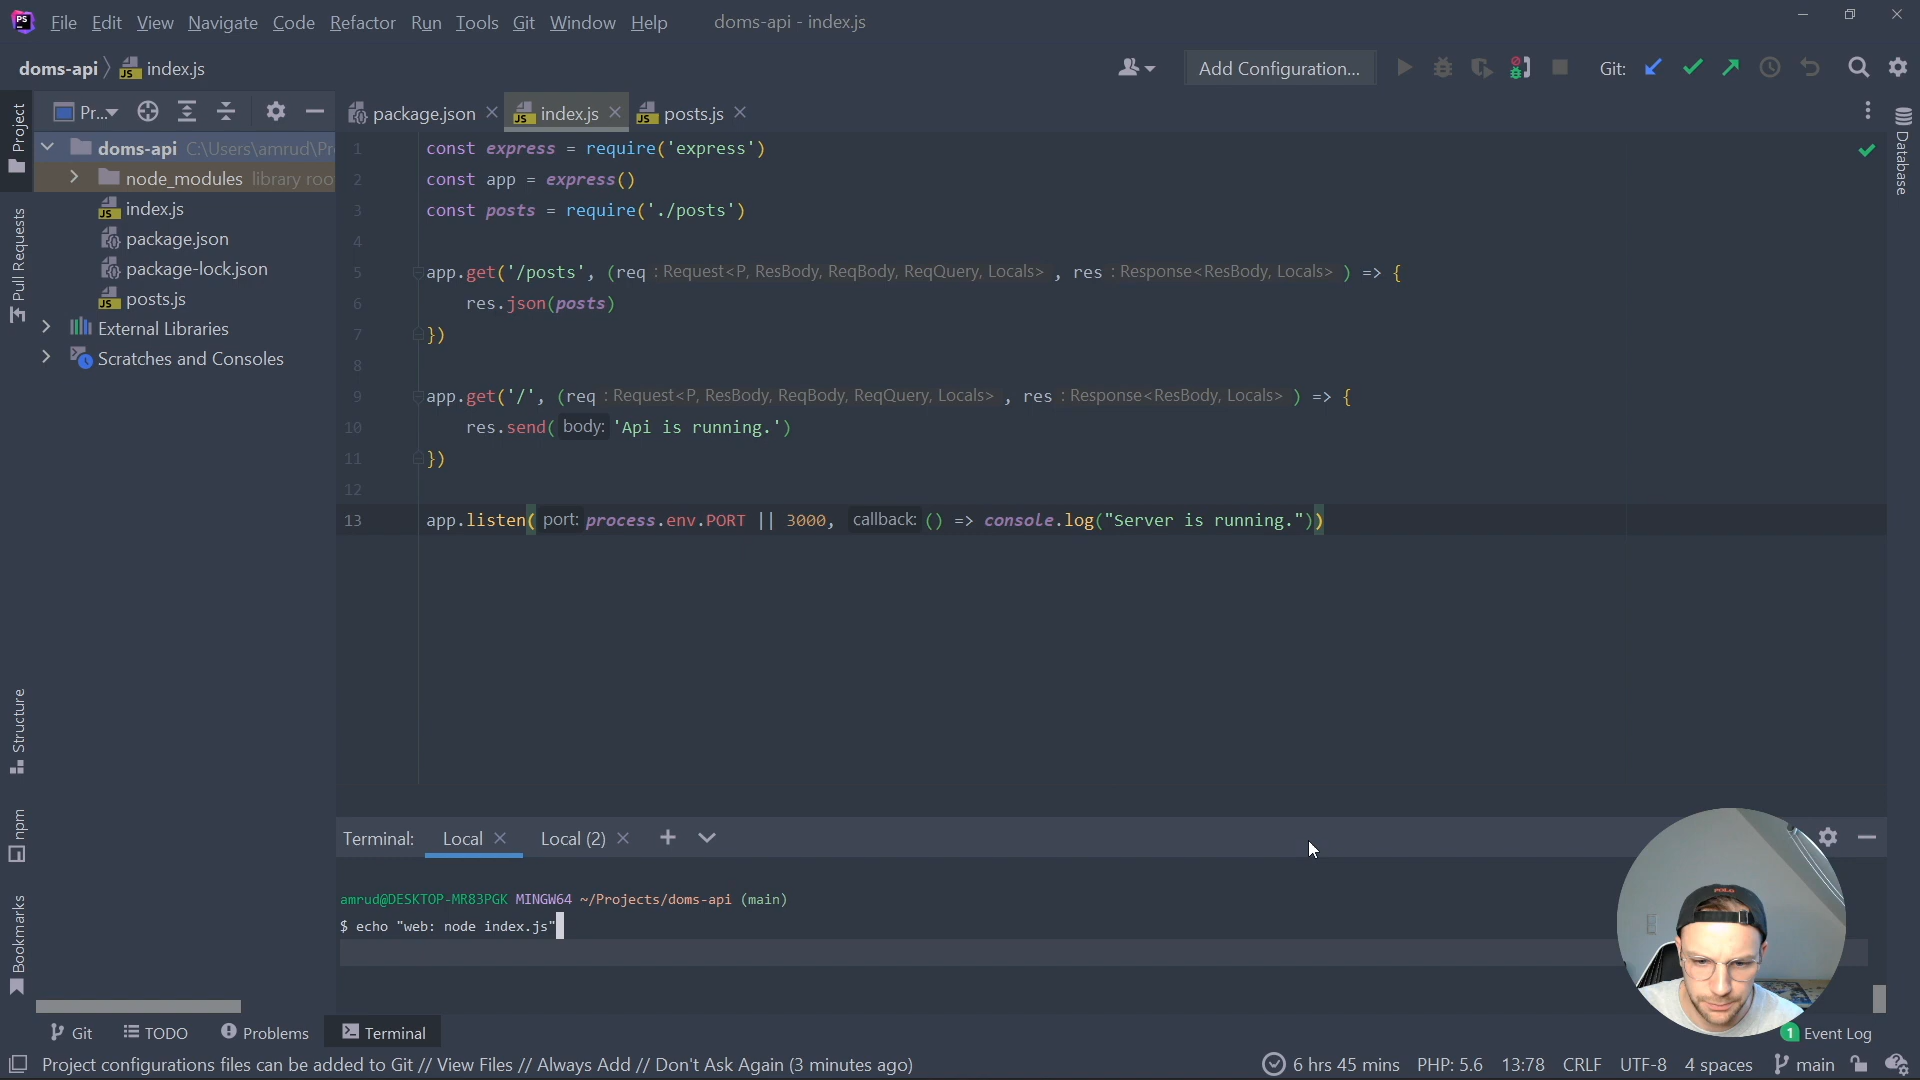 PS File Edit View Navigate Code Refactor Run Tools Git Window Help doms-api - index.js
doms-api index.js Add Configuration... Git:
Project
Pull Requests
Structure
npm
Bookmarks
Database
Pr...
doms-api C:\Users\amrud\Pr
node_modules library roo
index.js
package.json
package-lock.json
posts.js
External Libraries
Scratches and Consoles
package.json index.js posts.js
1 const express = require('express')
2 const app = express()
3 const posts = require('./posts')
4
5 app.get('/posts', (req : Request<P, ResBody, ReqBody, ReqQuery, Locals> , res : Response<ResBody, Locals> ) => {
6 res.json(posts)
7 })
8
9 app.get('/', (req : Request<P, ResBody, ReqBody, ReqQuery, Locals> , res : Response<ResBody, Locals> ) => {
10 res.send( body: 'Api is running.')
11 })
12
13 app.listen( port: process.env.PORT || 3000, callback: () => console.log("Server is running."))
Terminal: Local Local (2)
amrud@DESKTOP-MR83PGK MINGW64 ~/Projects/doms-api (main)
$ echo "web: node index.js"
POLO
Git TODO Problems Terminal 1 Event Log
Project configurations files can be added to Git // View Files // Always Add // Don't Ask Again (3 minutes ago) 6 hrs 45 mins PHP: 5.6 13:78 CRLF UTF-8 4 spaces main